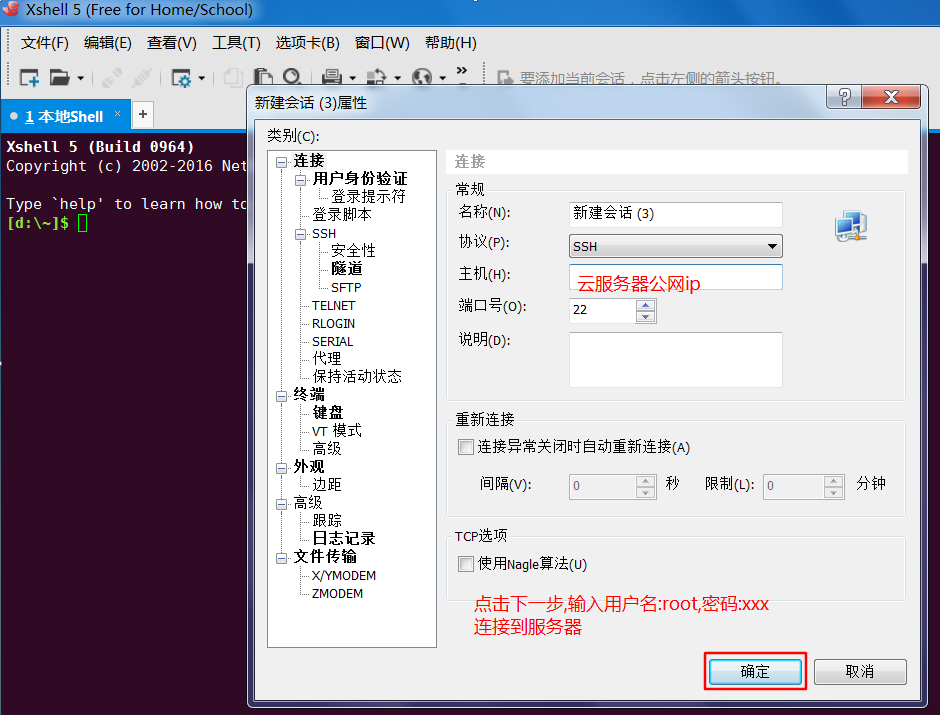 Xshell 5 (Free for Home/School)
文件(F) 编辑(E) 查看(V) 工具(T) 选项卡(B) 窗口(W) 帮助(H)
要添加当前会话，点击左侧的箭头按钮。
1 本地Shell × +
Xshell 5 (Build 0964)
Copyright (c) 2002-2016 Net
Type `help' to learn how to
[d:\~]$
新建会话 (3)属性
类别(C):
连接
用户身份验证
登录提示符
登录脚本
SSH
安全性
隧道
SFTP
TELNET
RLOGIN
SERIAL
代理
保持活动状态
终端
键盘
VT 模式
高级
外观
边距
高级
跟踪
日志记录
文件传输
X/YMODEM
ZMODEM
连接
常规
名称(N): 新建会话 (3)
协议(P): SSH
主机(H): 云服务器公网ip
端口号(O): 22
说明(D):
重新连接
连接异常关闭时自动重新连接(A)
间隔(V): 0 秒 限制(L): 0 分钟
TCP选项
使用Nagle算法(U)
点击下一步,输入用户名:root,密码:xxx
连接到服务器
确定 取消